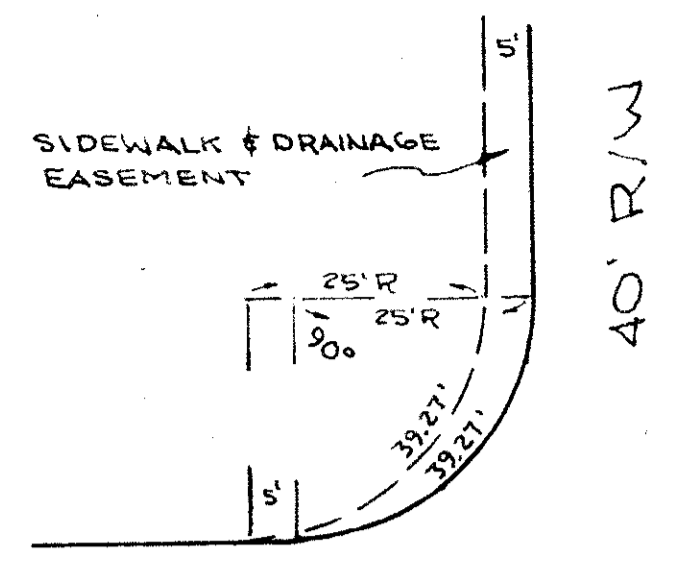 5'
SIDEWALK & DRAINAGE
EASEMENT
40' R/W
25'R
25'R
90°
39.27'
39.27'
5'